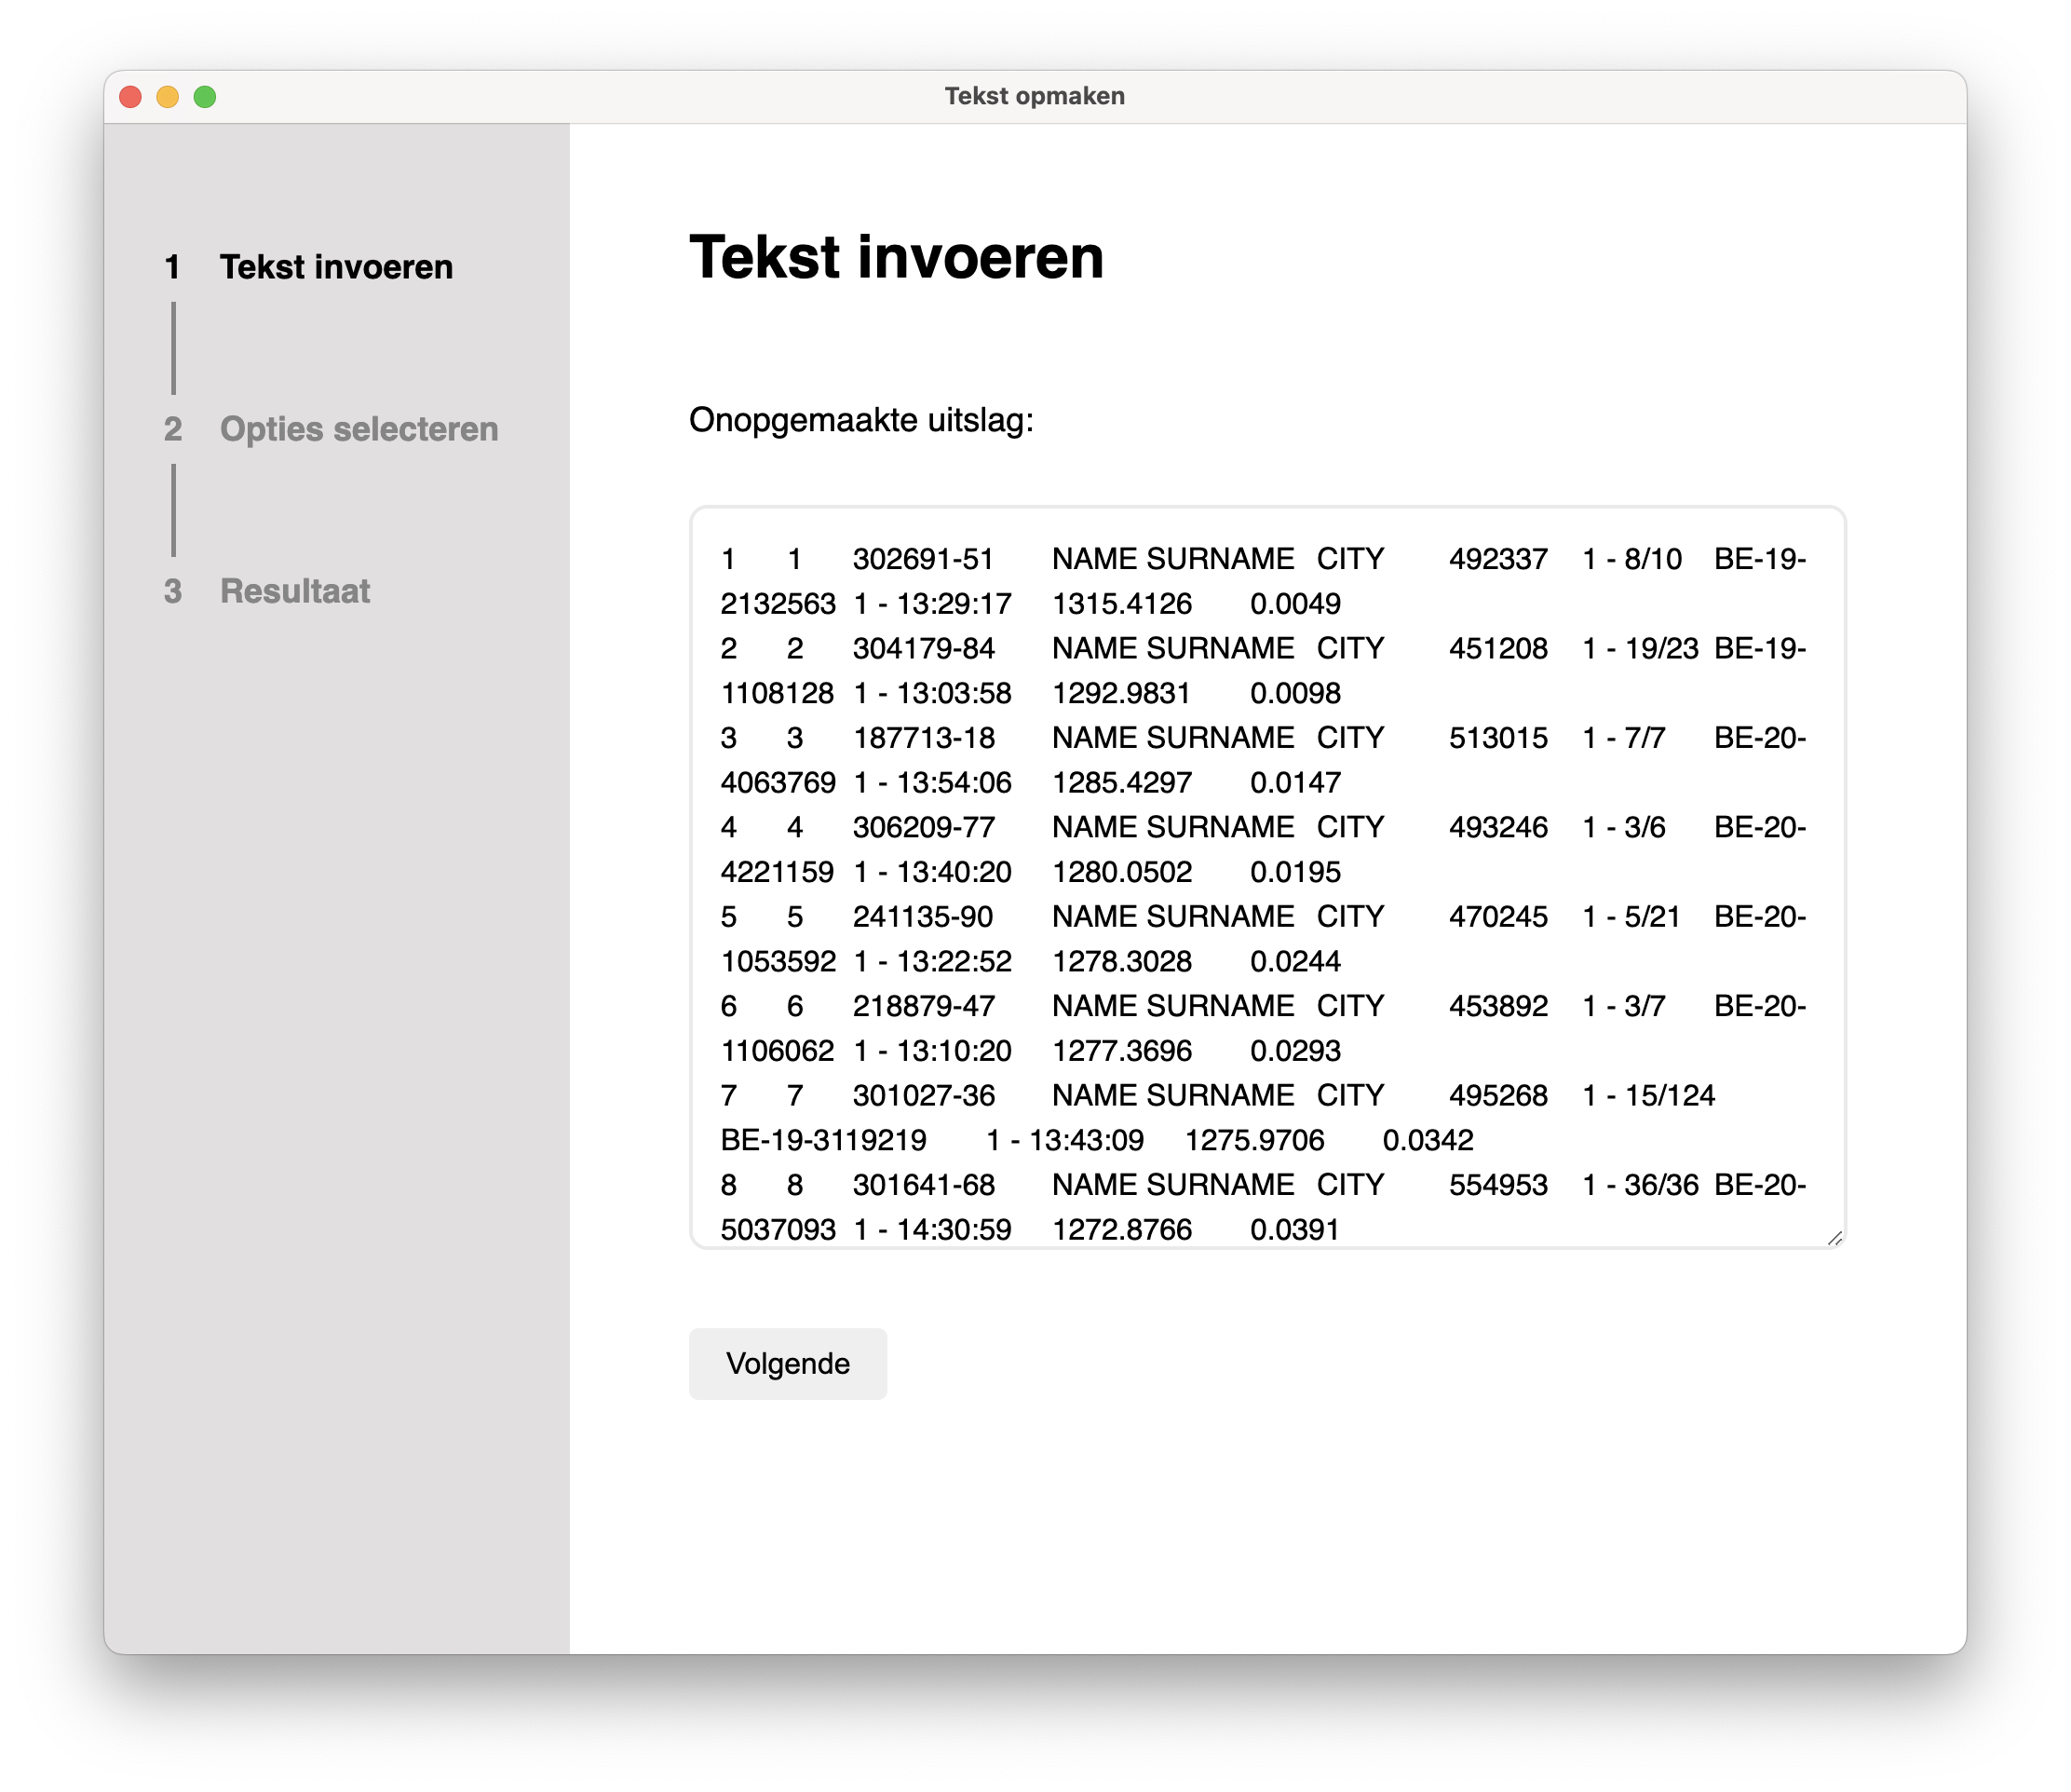 Tekst opmaken
1 Tekst invoeren
2 Opties selecteren
3 Resultaat
Tekst invoeren
Onopgemaakte uitslag:
1 1 302691-51 NAME SURNAME CITY 492337 1 - 8/10 BE-19-
2132563 1 - 13:29:17 1315.4126 0.0049
2 2 304179-84 NAME SURNAME CITY 451208 1 - 19/23 BE-19-
1108128 1 - 13:03:58 1292.9831 0.0098
3 3 187713-18 NAME SURNAME CITY 513015 1 - 7/7 BE-20-
4063769 1 - 13:54:06 1285.4297 0.0147
4 4 306209-77 NAME SURNAME CITY 493246 1 - 3/6 BE-20-
4221159 1 - 13:40:20 1280.0502 0.0195
5 5 241135-90 NAME SURNAME CITY 470245 1 - 5/21 BE-20-
1053592 1 - 13:22:52 1278.3028 0.0244
6 6 218879-47 NAME SURNAME CITY 453892 1 - 3/7 BE-20-
1106062 1 - 13:10:20 1277.3696 0.0293
7 7 301027-36 NAME SURNAME CITY 495268 1 - 15/124
BE-19-3119219 1 - 13:43:09 1275.9706 0.0342
8 8 301641-68 NAME SURNAME CITY 554953 1 - 36/36 BE-20-
5037093 1 - 14:30:59 1272.8766 0.0391
Volgende